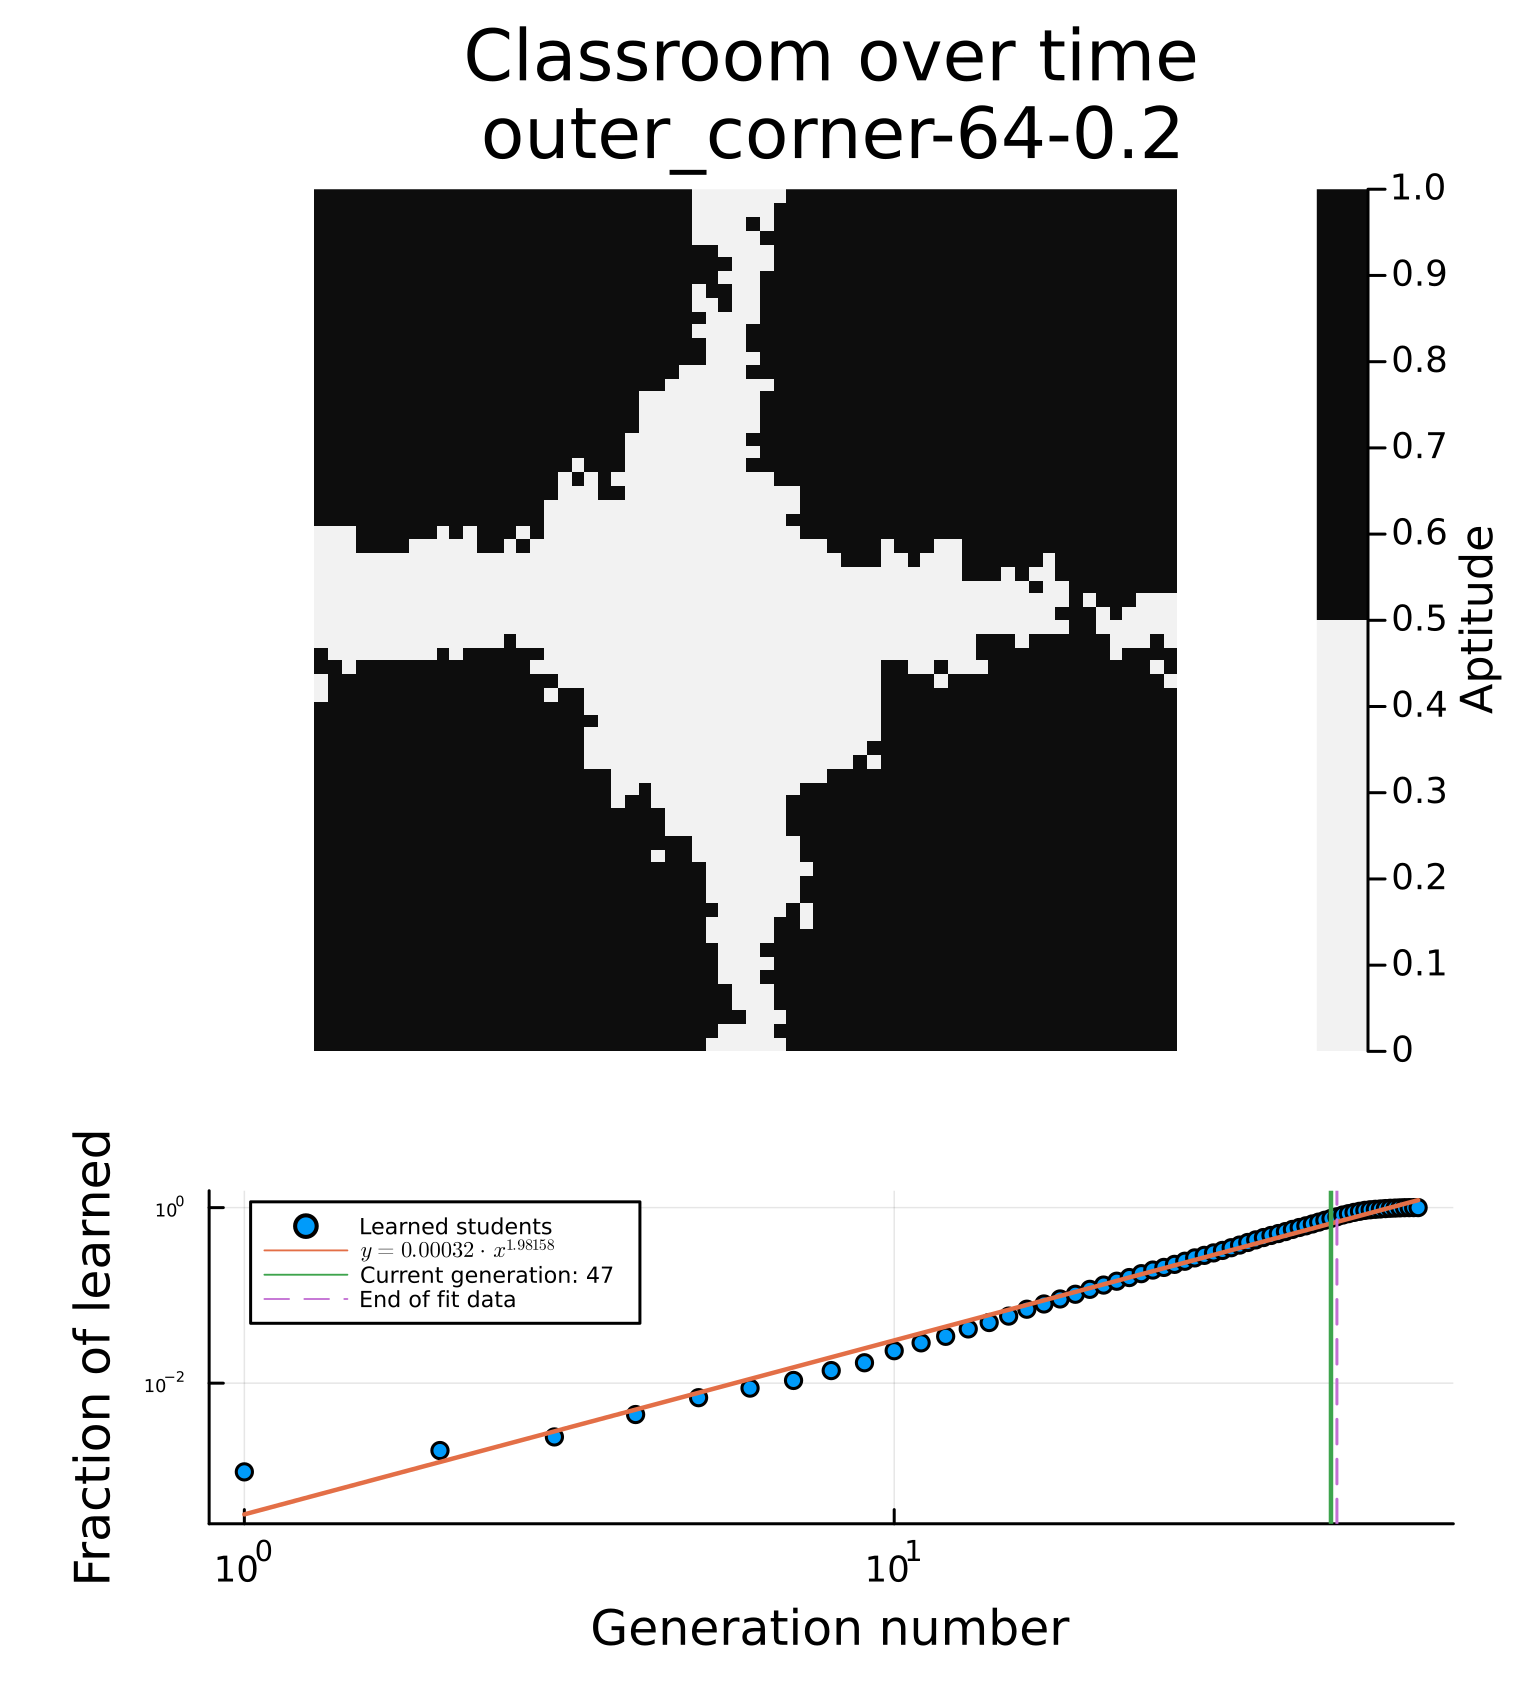 Classroom over time
outer_corner-64-0.2
1.0
0.9
0.8
0.7
0.6
0.5
0.4
0.3
0.2
0.1
0
Aptitude
Fraction of learned
10⁰
10⁻²
Learned students
y = 0.00032 · x^1.98158
Current generation: 47
End of fit data
10⁰
10¹
Generation number